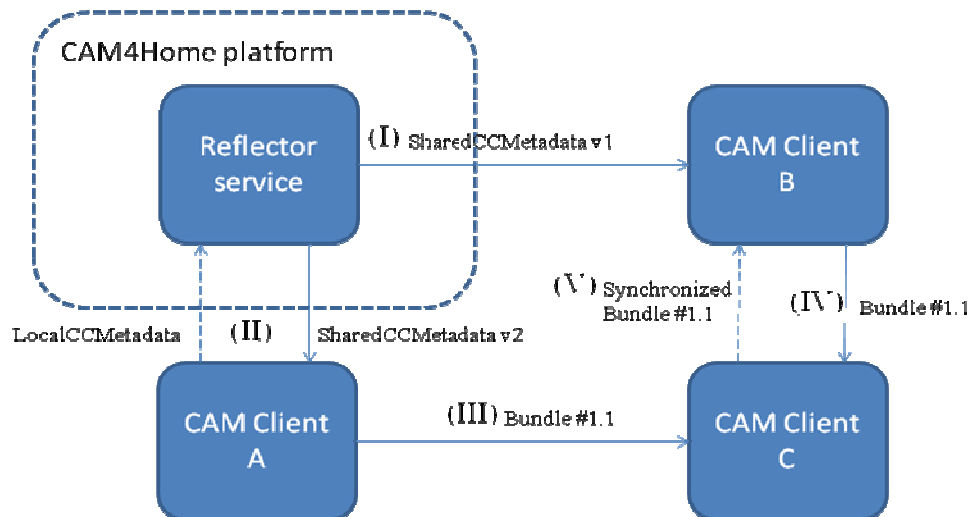 CAM4Home platform
Reflector
service
(I) SharedCCMetadata v1
CAM Client
B
(V) Synchronized
Bundle #1.1
(IV) Bundle #1.1
LocalCCMetadata
(II)
SharedCCMetadata v2
CAM Client
A
(III) Bundle #1.1
CAM Client
C